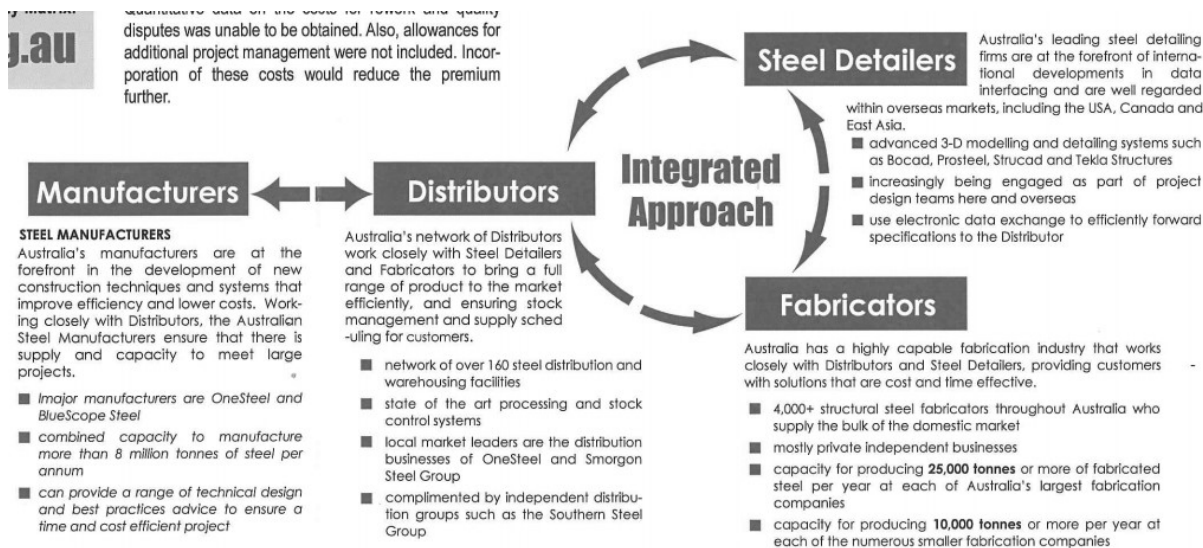 g.au
disputes was unable to be obtained. Also, allowances for
additional project management were not included. Incor-
poration of these costs would reduce the premium
further.
Manufacturers
STEEL MANUFACTURERS
Australia's manufacturers are at the
forefront in the development of new
construction techniques and systems that
improve efficiency and lower costs. Work-
ing closely with Distributors, the Australian
Steel Manufacturers ensure that there is
supply and capacity to meet large
projects.
■ lmajor manufacturers are OneSteel and
BlueScope Steel
■ combined capacity to manufacture
more than 8 million tonnes of steel per
annum
■ can provide a range of technical design
and best practices advice to ensure a
time and cost efficient project
Distributors
Australia's network of Distributors
work closely with Steel Detailers
and Fabricators to bring a full
range of product to the market
efficiently, and ensuring stock
management and supply sched
-uling for customers.
■ network of over 160 steel distribution and
warehousing facilities
■ state of the art processing and stock
control systems
■ local market leaders are the distribution
businesses of OneSteel and Smorgon
Steel Group
■ complimented by independent distribu-
tion groups such as the Southern Steel
Group
Integrated
Approach
Steel Detailers
Australia's leading steel detailing
firms are at the forefront of interna-
tional developments in data
interfacing and are well regarded
within overseas markets, including the USA, Canada and
East Asia.
■ advanced 3-D modelling and detailing systems such
as Bocad, Prosteel, Strucad and Tekla Structures
■ increasingly being engaged as part of project
design teams here and overseas
■ use electronic data exchange to efficiently forward
specifications to the Distributor
Fabricators
Australia has a highly capable fabrication industry that works
closely with Distributors and Steel Detailers, providing customers
with solutions that are cost and time effective.
■ 4,000+ structural steel fabricators throughout Australia who
supply the bulk of the domestic market
■ mostly private independent businesses
■ capacity for producing 25,000 tonnes or more of fabricated
steel per year at each of Australia's largest fabrication
companies
■ capacity for producing 10,000 tonnes or more per year at
each of the numerous smaller fabrication companies